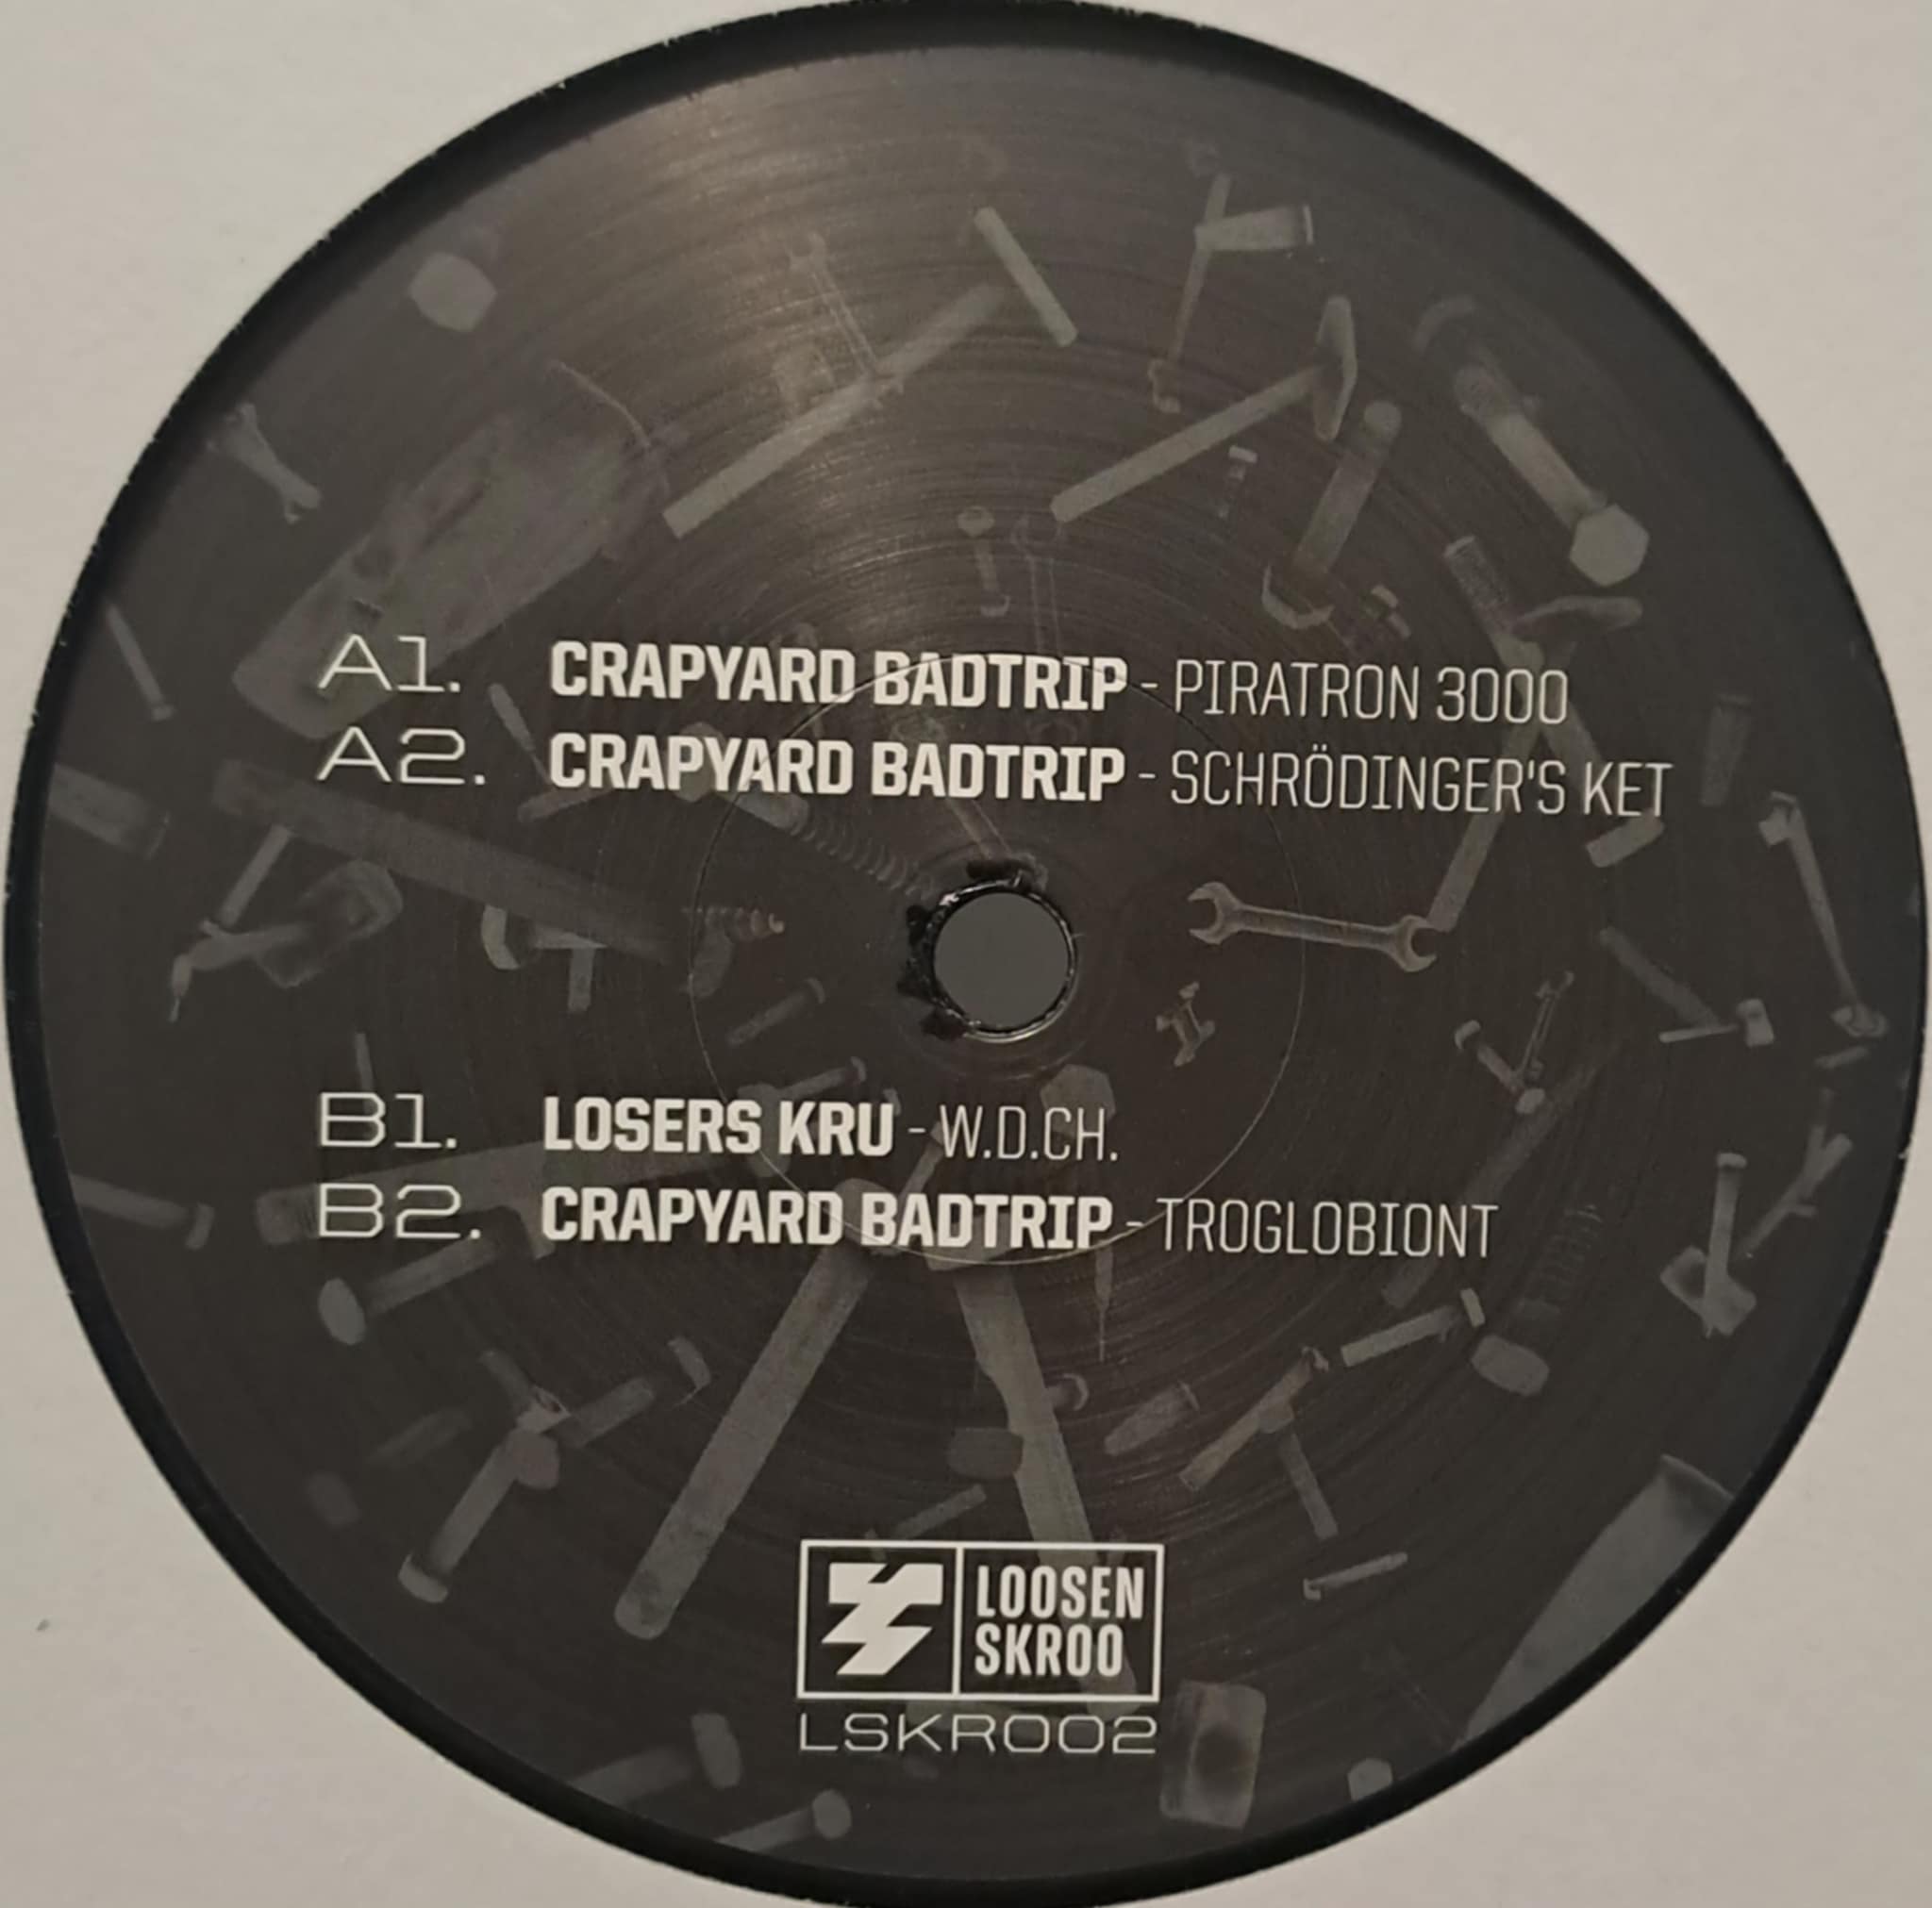 A1. CRAPYARD BADTRIP - PIRATRON 3000
A2. CRAPYARD BADTRIP - SCHRÖDINGER'S KET
B1. LOSERS KRU - W.D.CH.
B2. CRAPYARD BADTRIP - TROGLOBIONT
LOOSEN
SKROO
LSKR002